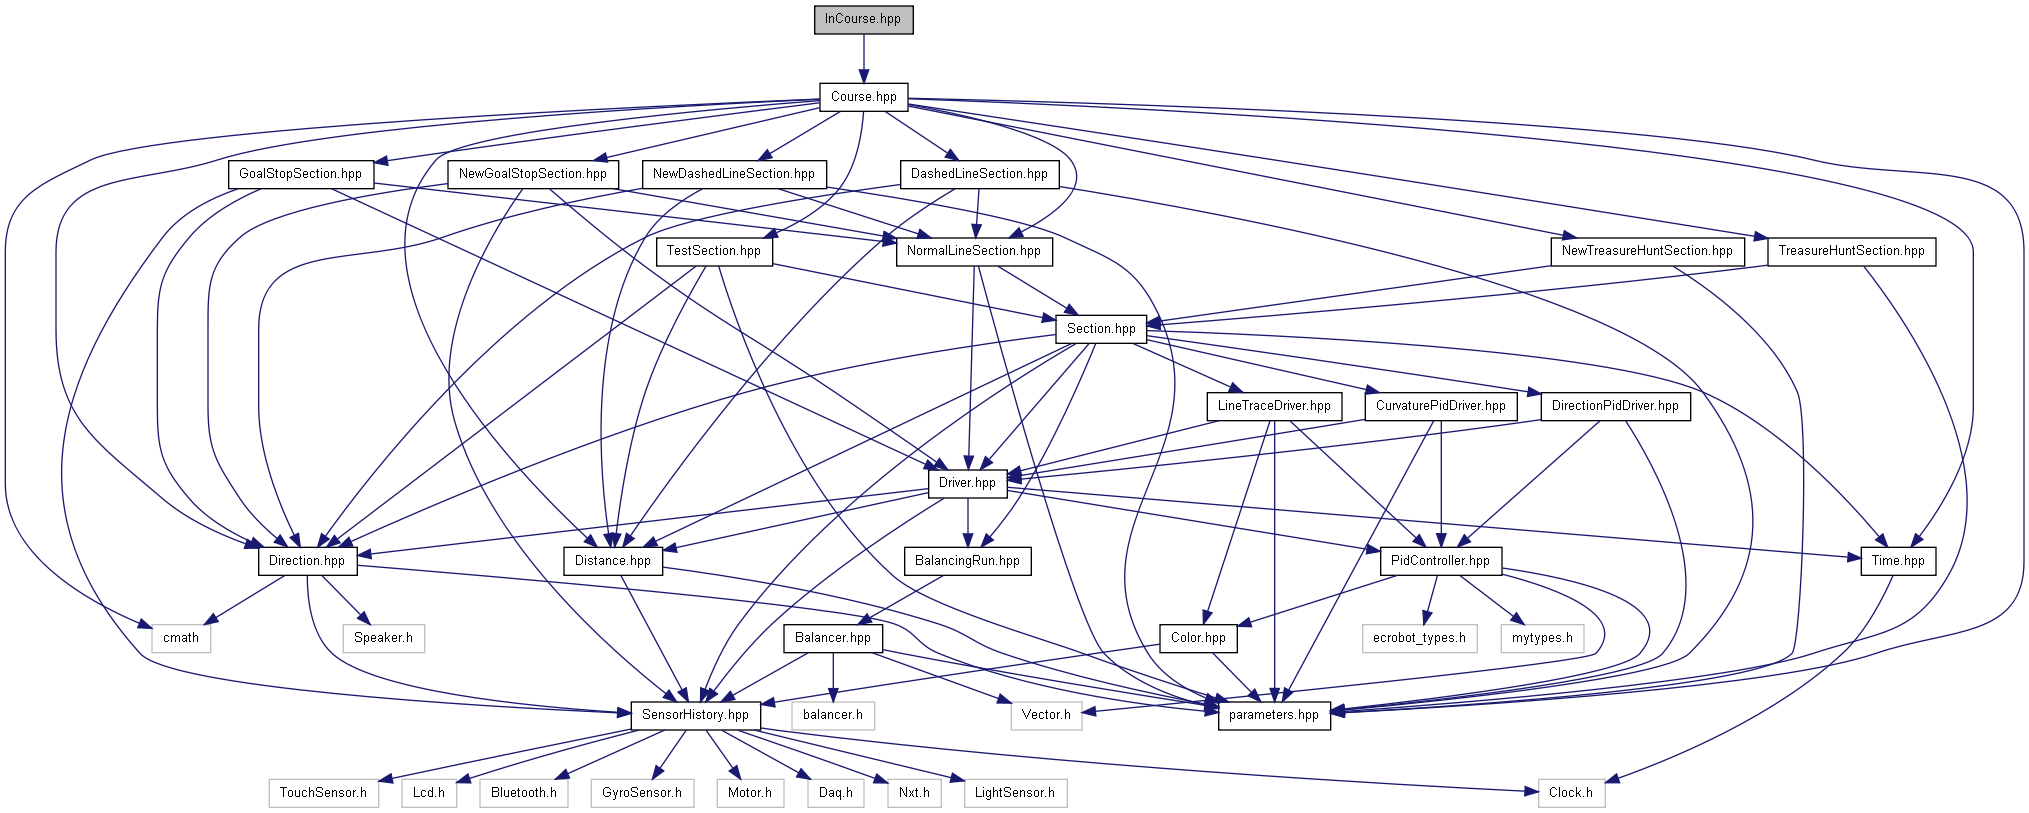 InCourse.hpp
Course.hpp
GoalStopSection.hpp
NewGoalStopSection.hpp
NewDashedLineSection.hpp
DashedLineSection.hpp
TestSection.hpp
NormalLineSection.hpp
NewTreasureHuntSection.hpp
TreasureHuntSection.hpp
Section.hpp
LineTraceDriver.hpp
CurvaturePidDriver.hpp
DirectionPidDriver.hpp
Driver.hpp
Direction.hpp
Distance.hpp
BalancingRun.hpp
PidController.hpp
Time.hpp
cmath
Speaker.h
Balancer.hpp
Color.hpp
ecrobot_types.h
mytypes.h
SensorHistory.hpp
balancer.h
Vector.h
parameters.hpp
TouchSensor.h
Lcd.h
Bluetooth.h
GyroSensor.h
Motor.h
Daq.h
Nxt.h
LightSensor.h
Clock.h